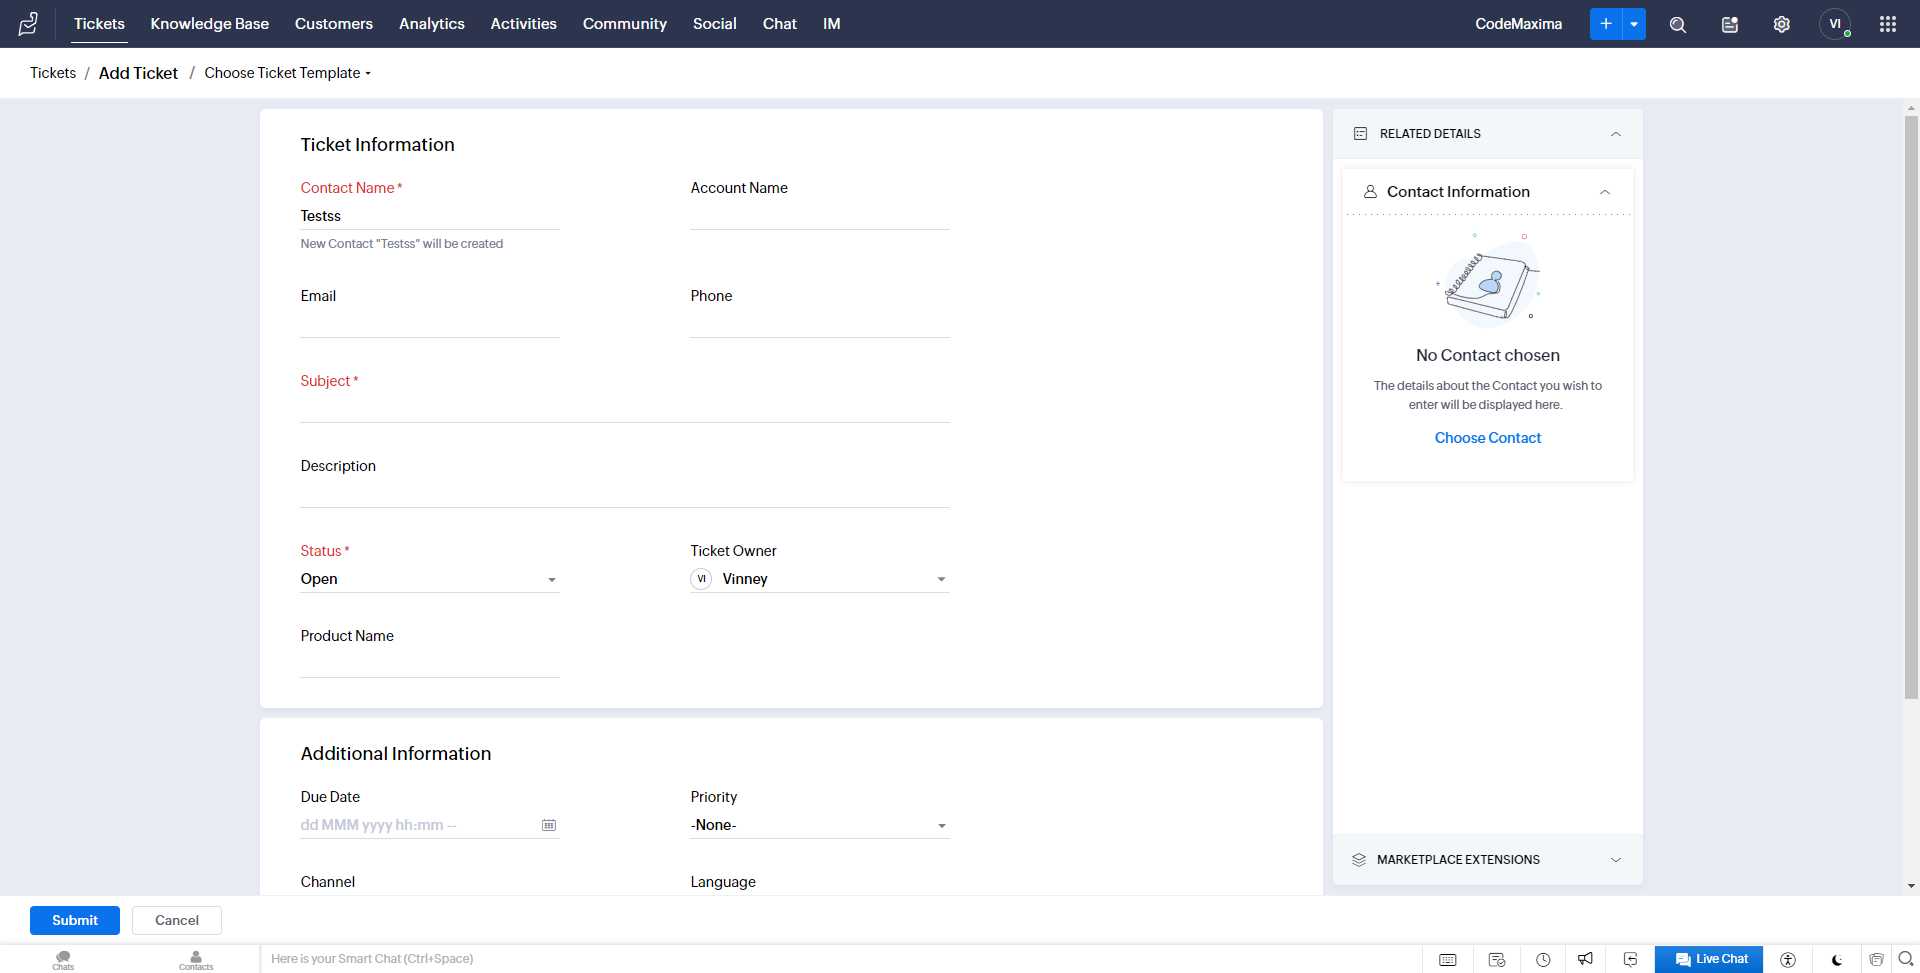 Tickets Knowledge Base Customers Analytics Activities Community Social Chat IM CodeMaxima VI
Tickets / Add Ticket / Choose Ticket Template
Ticket Information
Contact Name *
Testss
New Contact "Testss" will be created
Account Name
Email
Phone
Subject *
Description
Status *
Open
Ticket Owner
VI Vinney
Product Name
Additional Information
Due Date
dd MMM yyyy hh:mm --
Priority
-None-
Channel
Language
RELATED DETAILS
Contact Information
No Contact chosen
The details about the Contact you wish to
enter will be displayed here.
Choose Contact
MARKETPLACE EXTENSIONS
Submit Cancel
Chats Contacts Here is your Smart Chat (Ctrl+Space) Live Chat